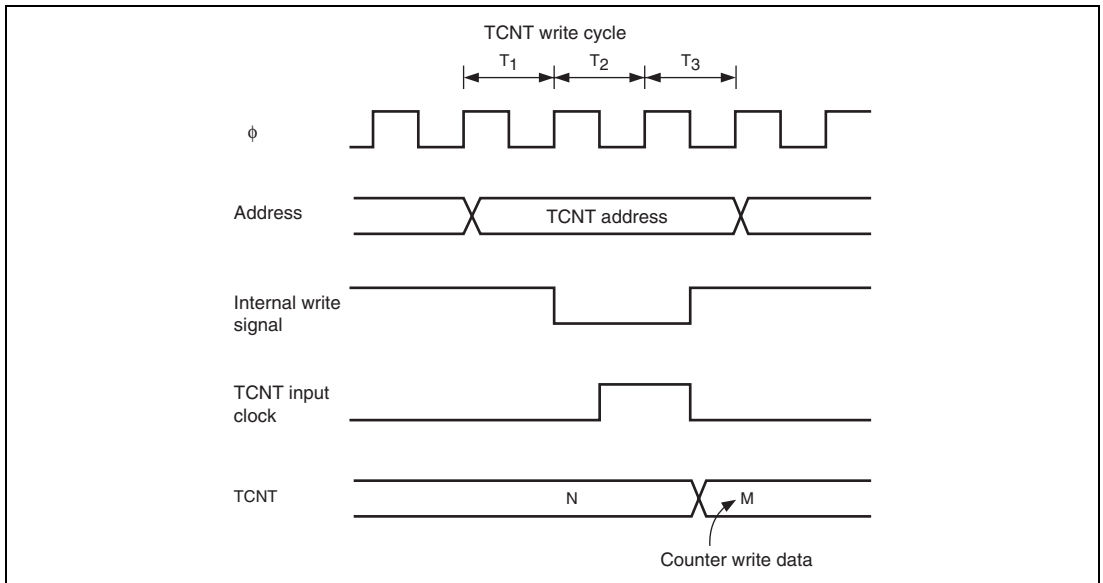 TCNT write cycle
T1 T2 T3
ϕ
Address
TCNT address
Internal write
signal
TCNT input
clock
TCNT
N
M
Counter write data